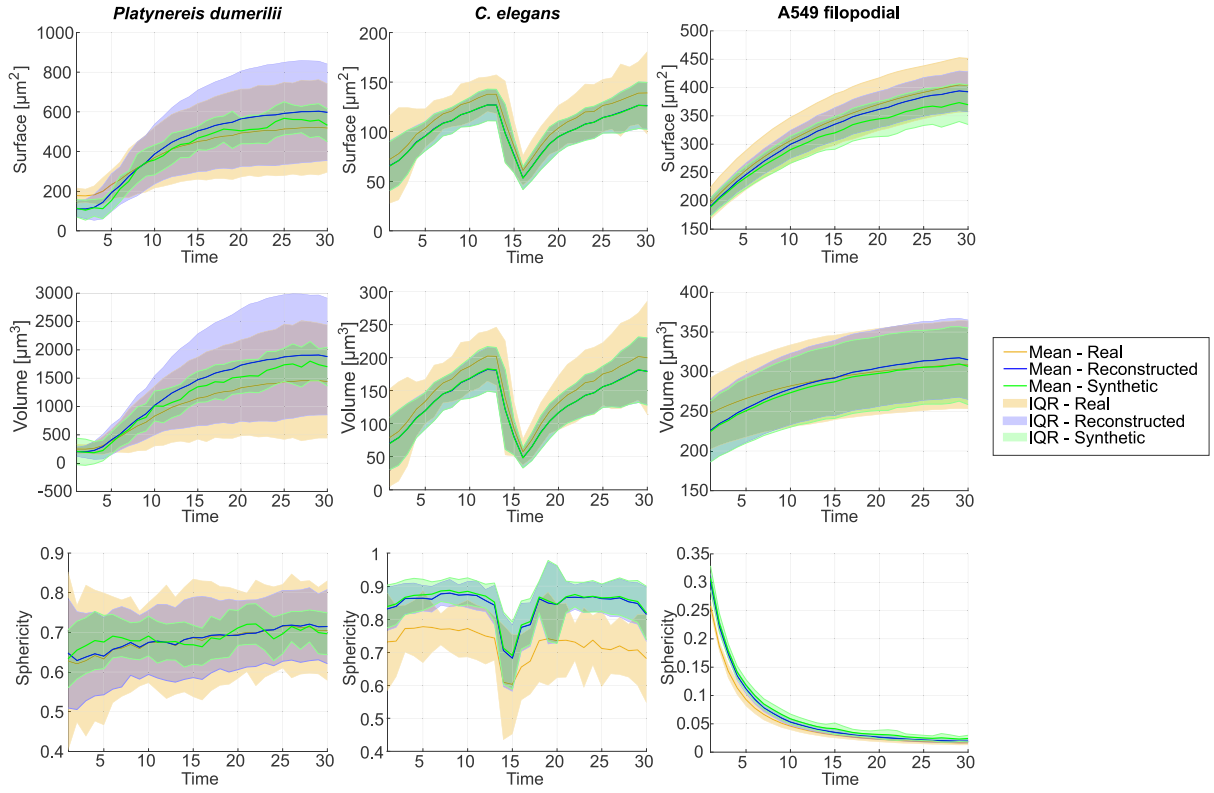 Platynereis dumerilii
C. elegans
A549 filopodial
Surface [μm²]
1000
800
600
400
200
0
5 10 15 20 25 30
Time
Surface [μm²]
200
150
100
50
0
5 10 15 20 25 30
Time
Surface [μm²]
500
450
400
350
300
250
200
150
5 10 15 20 25 30
Time
Volume [μm³]
3000
2500
2000
1500
1000
500
0
-500
5 10 15 20 25 30
Time
Volume [μm³]
300
250
200
150
100
50
0
5 10 15 20 25 30
Time
Volume [μm³]
400
350
300
250
200
150
5 10 15 20 25 30
Time
Mean - Real
Mean - Reconstructed
Mean - Synthetic
IQR - Real
IQR - Reconstructed
IQR - Synthetic
Sphericity
0.9
0.8
0.7
0.6
0.5
0.4
5 10 15 20 25 30
Time
Sphericity
1
0.9
0.8
0.7
0.6
0.5
0.4
5 10 15 20 25 30
Time
Sphericity
0.35
0.3
0.25
0.2
0.15
0.1
0.05
0
5 10 15 20 25 30
Time